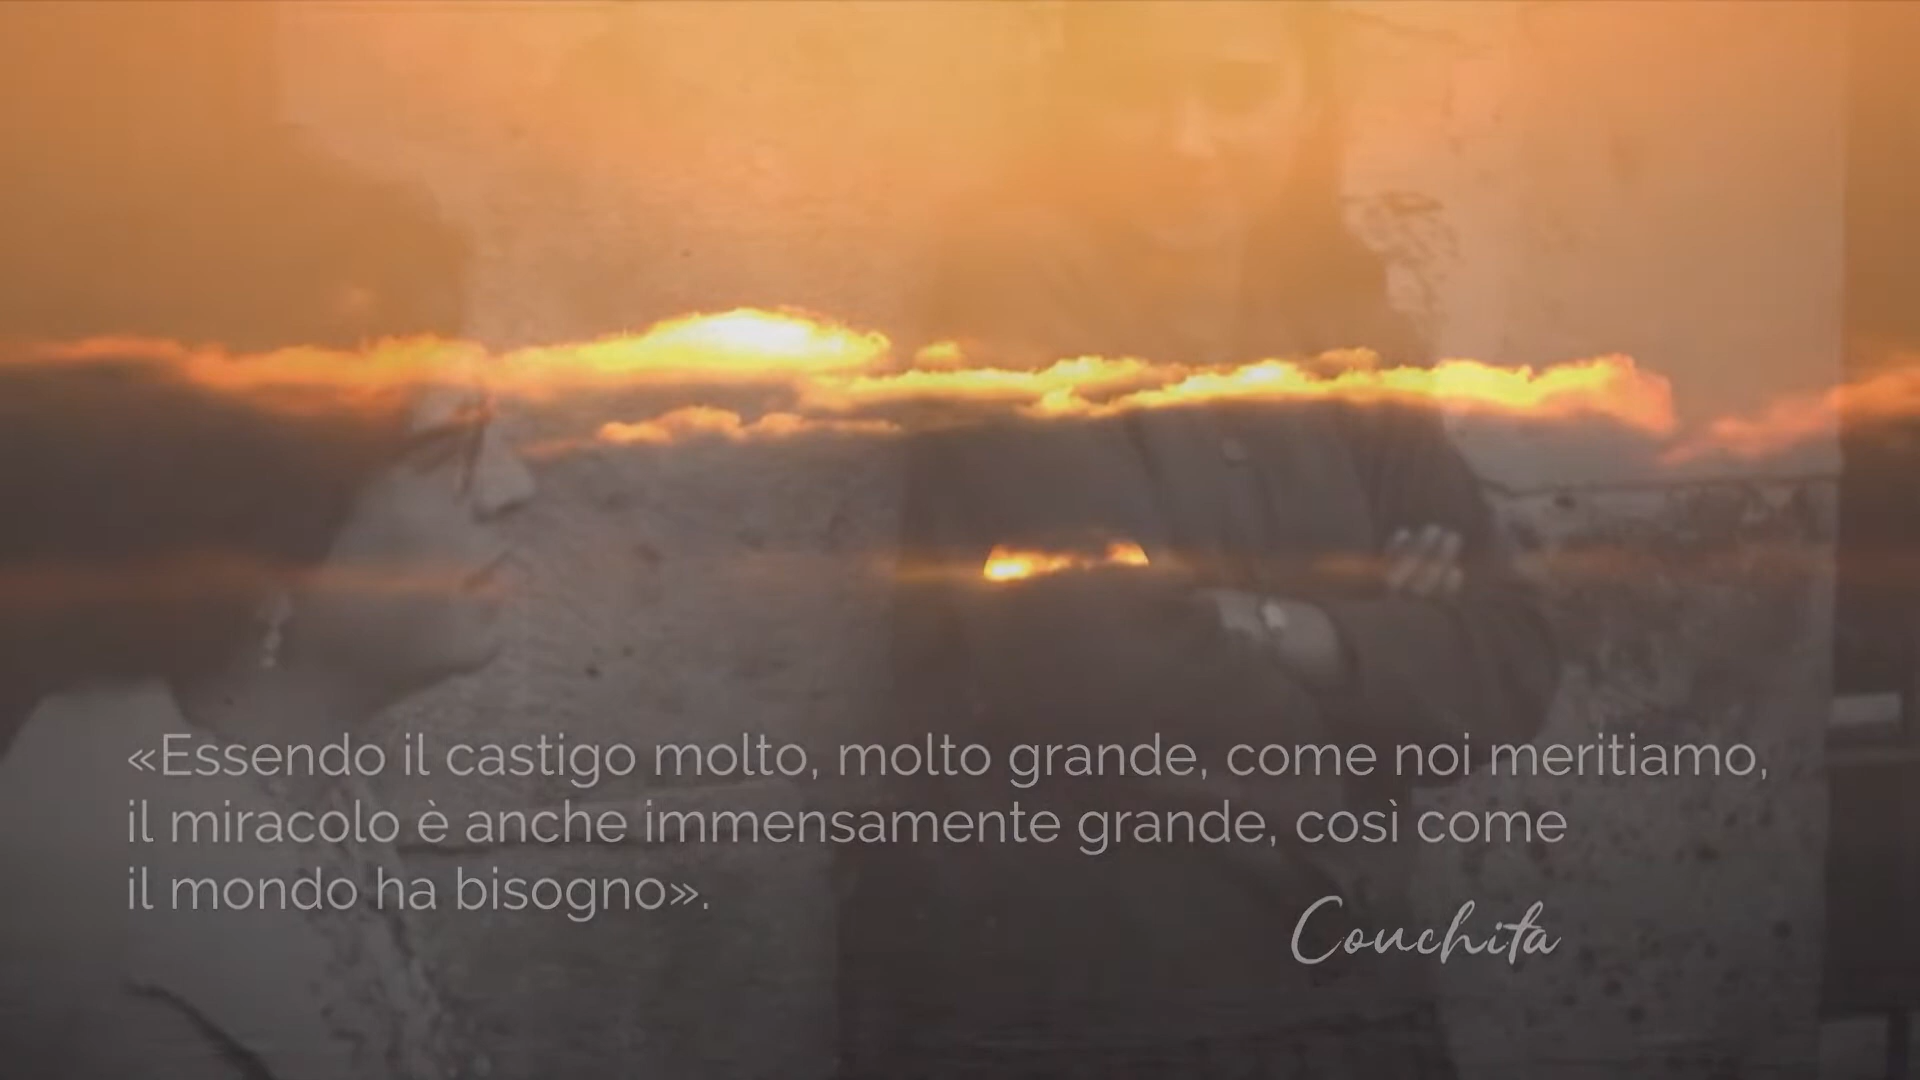 «Essendo il castigo molto, molto grande, come noi meritiamo,
il miracolo è anche immensamente grande, così come
il mondo ha bisogno».
Conchita